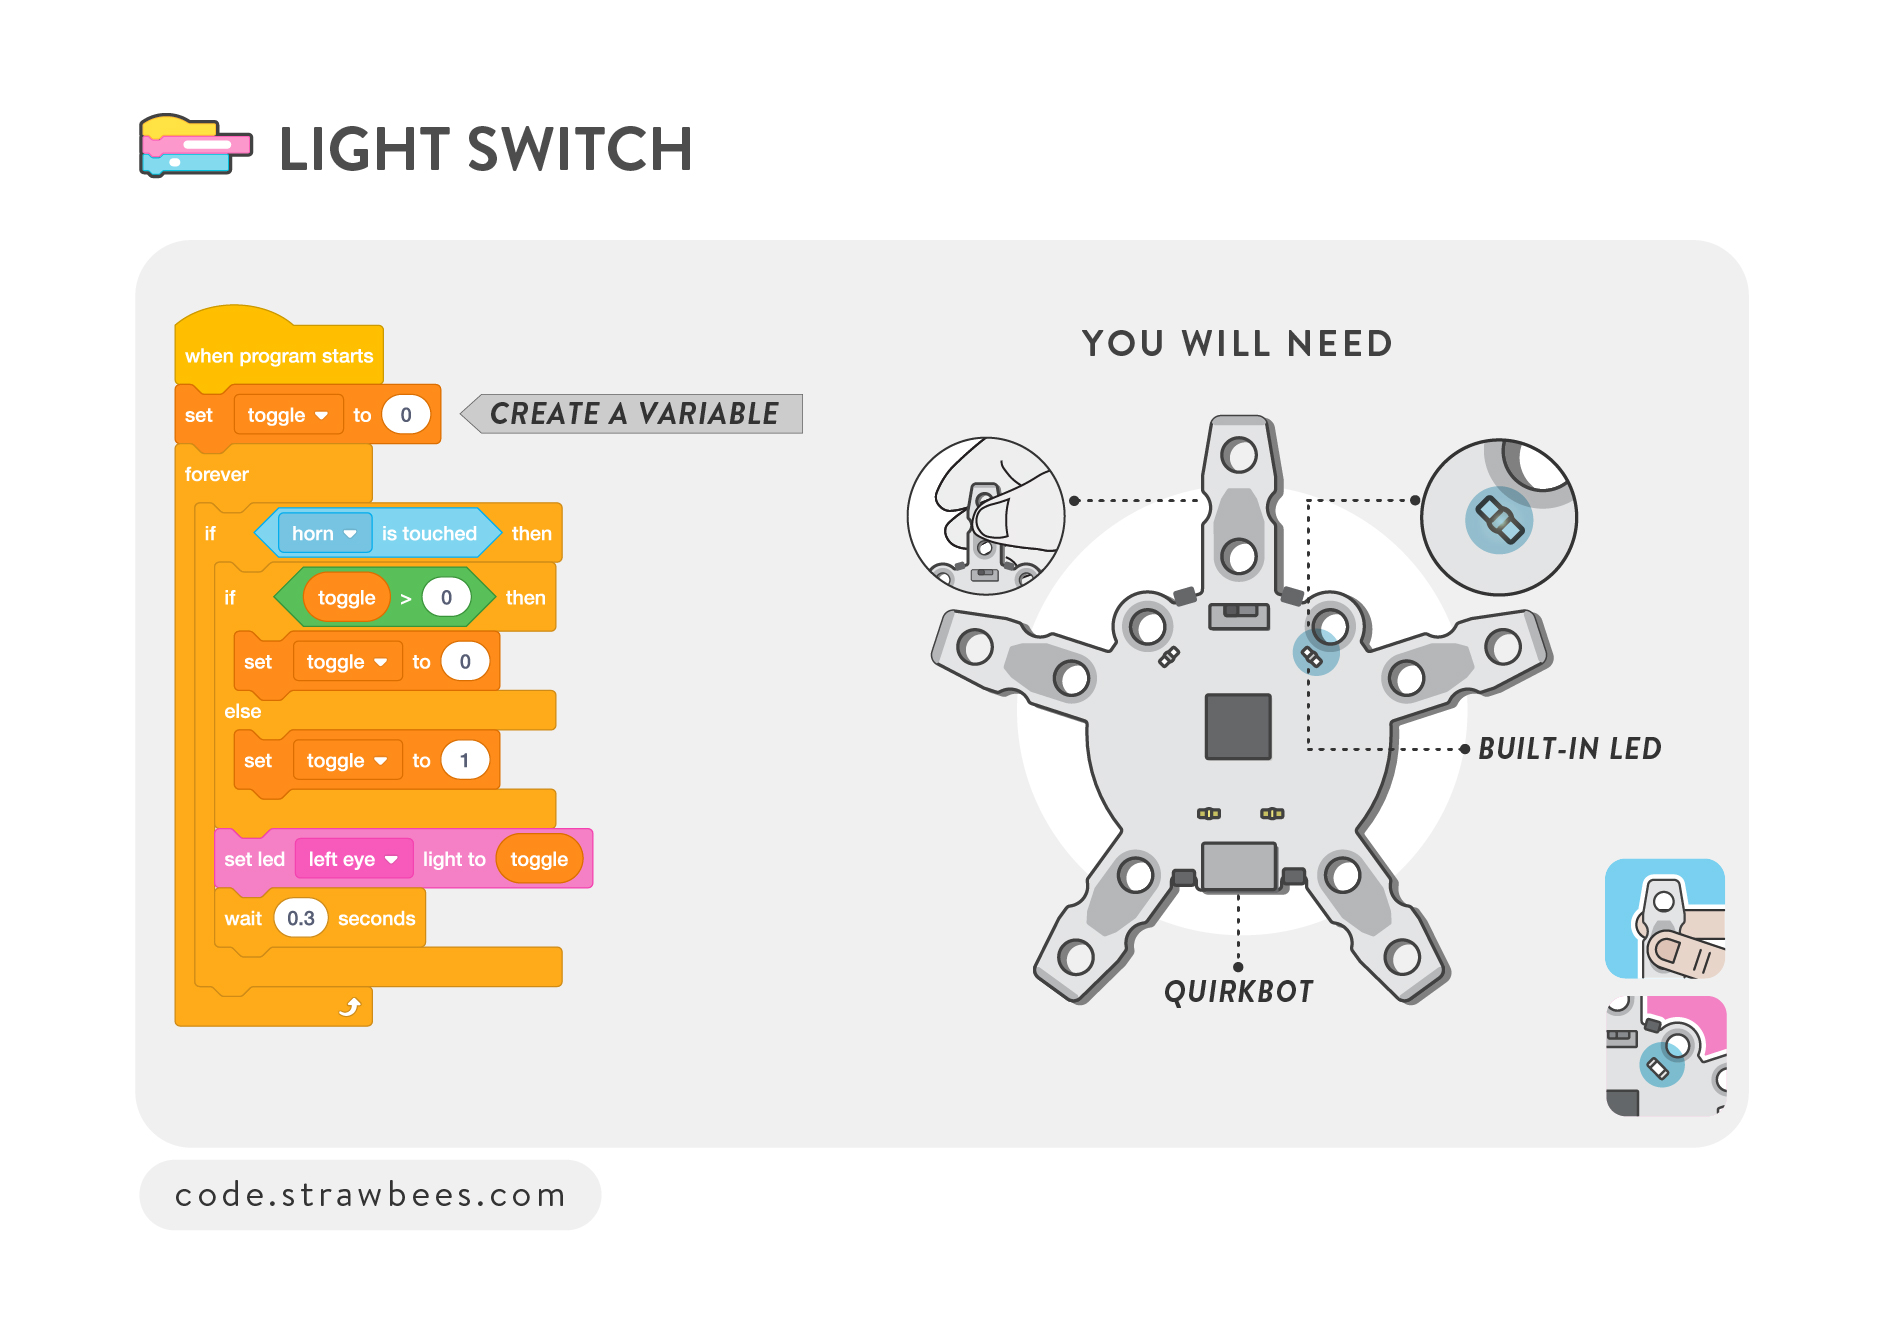 LIGHT SWITCH
when program starts
set toggle to 0
CREATE A VARIABLE
forever
if horn is touched then
if toggle > 0 then
set toggle to 0
else
set toggle to 1
set led left eye light to toggle
wait 0.3 seconds
YOU WILL NEED
BUILT-IN LED
QUIRKBOT
code.strawbees.com